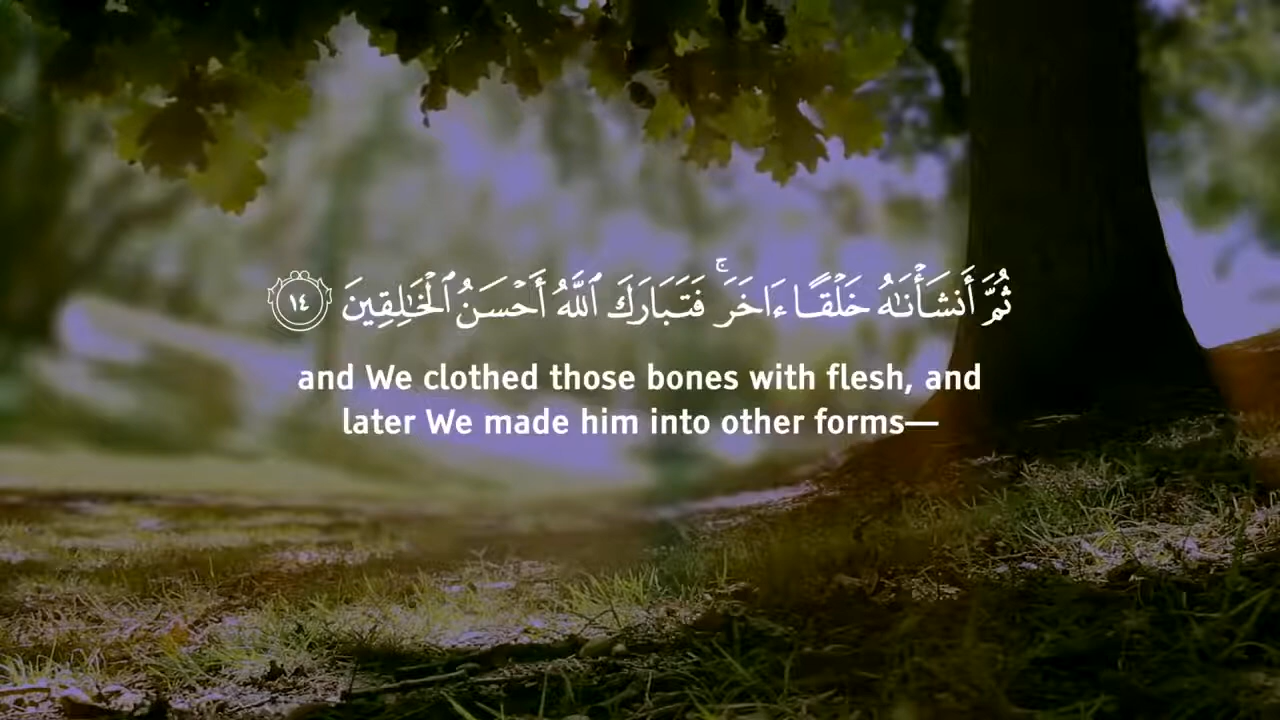 ثُمَّ أَنشَأْنَٰهُ خَلْقًا ءَاخَرَ ۚ فَتَبَارَكَ ٱللَّهُ أَحْسَنُ ٱلْخَٰلِقِينَ ١٤
and We clothed those bones with flesh, and
later We made him into other forms—